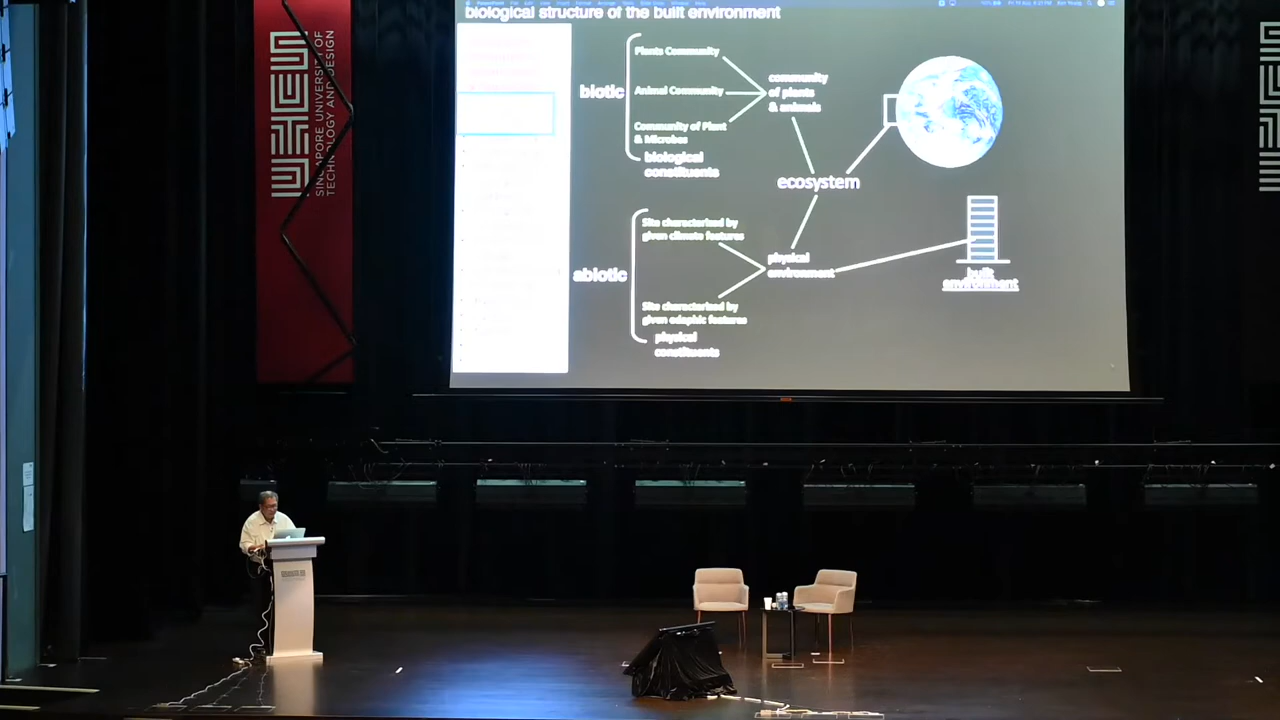 biological structure of the built environment
SINGAPORE UNIVERSITY OF
TECHNOLOGY AND DESIGN
Plants Community
biotic
Animal Community
Community of Plant
& Microbes
biological
constituents
community
of plants
& animals
ecosystem
abiotic
Site characterized by
given climate features
physical
environment
Site characterized by
given edaphic features
physical
constituents
built
environment